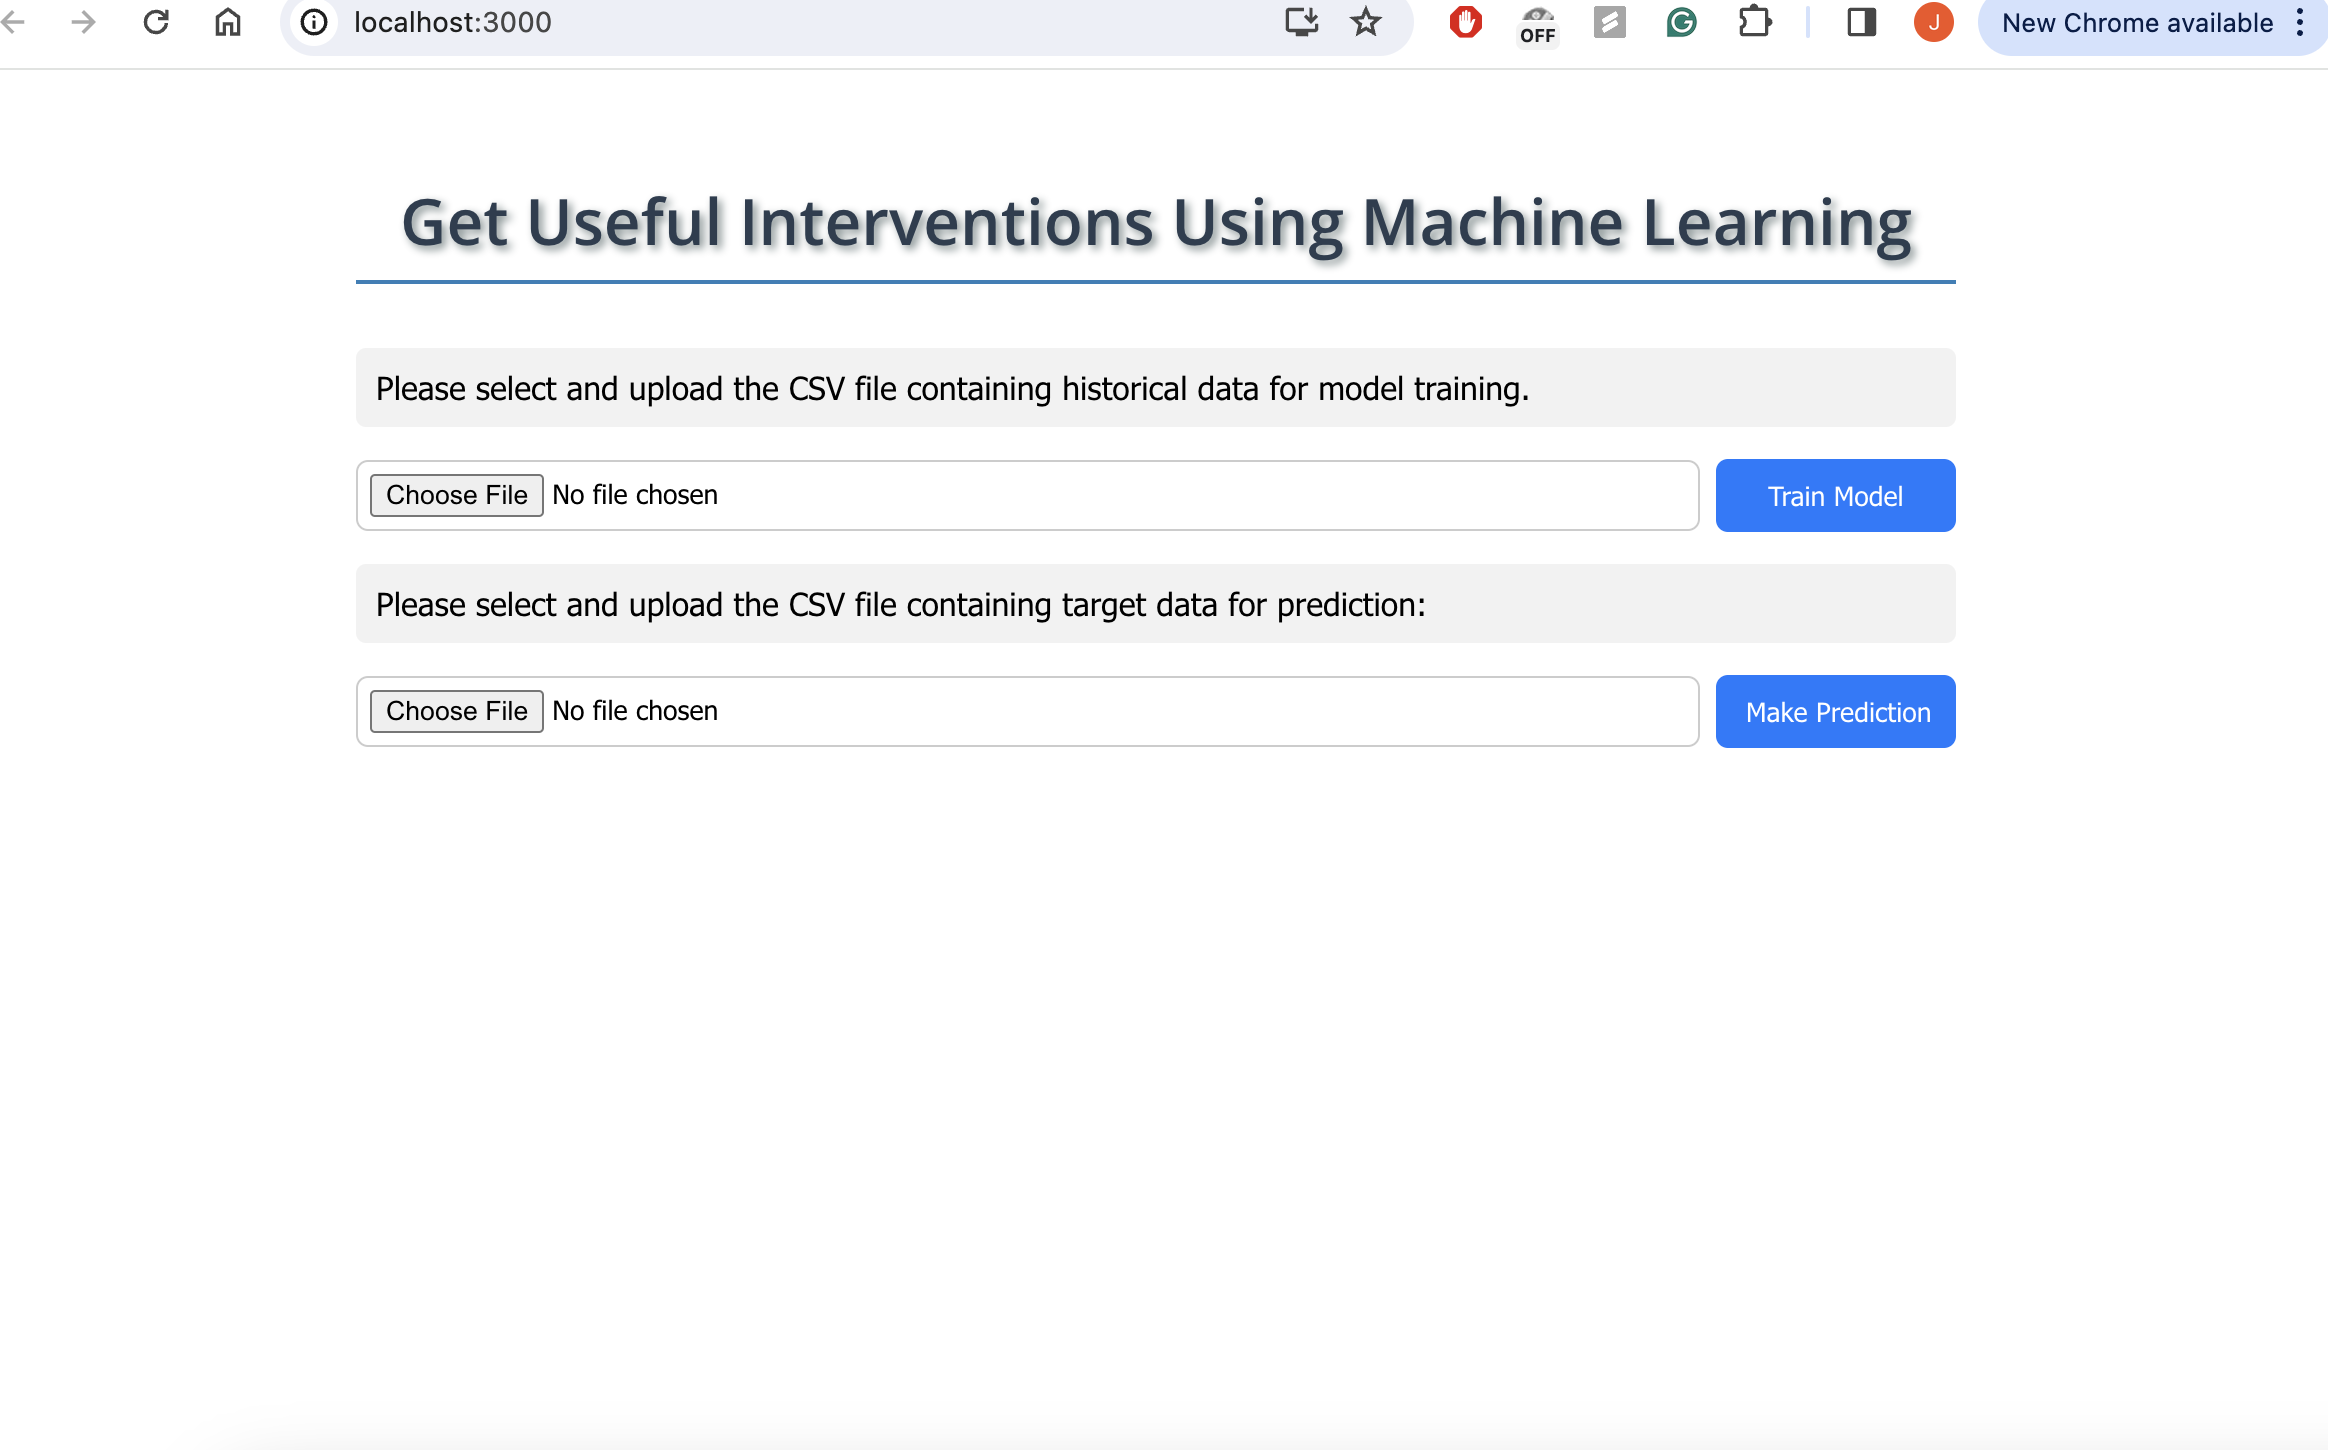 localhost:3000
OFF
J
New Chrome available
Get Useful Interventions Using Machine Learning
Please select and upload the CSV file containing historical data for model training.
Choose File No file chosen
Train Model
Please select and upload the CSV file containing target data for prediction:
Choose File No file chosen
Make Prediction